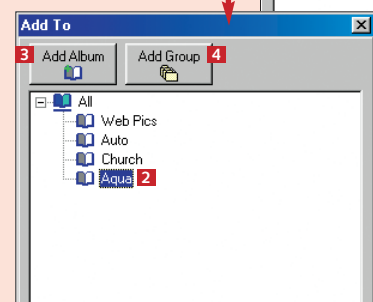 Add To
3 Add Album Add Group 4
All
Web Pics
Auto
Church
Aqua 2